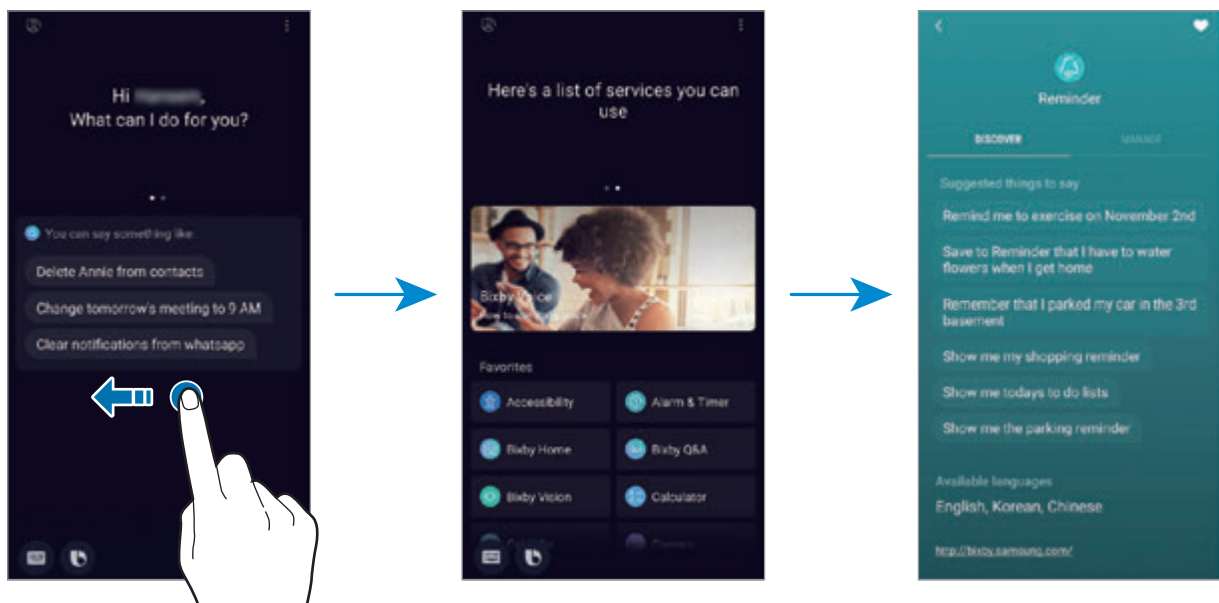 Hi
What can I do for you?
You can say something like:
Delete Annie from contacts
Change tomorrow's meeting to 9 AM
Clear notifications from whatsapp
Here's a list of services you can
use
Bixby
Favorites
Accessibility
Alarm & Timer
Bixby Home
Bixby Q&A
Bixby Vision
Calculator
Camera
Reminder
DISCOVER
MANAGE
Suggested things to say
Remind me to exercise on November 2nd
Save to Reminder that I have to water
flowers when I get home
Remember that I parked my car in the 3rd
basement
Show me my shopping reminder
Show me todays to do lists
Show me the parking reminder
Available languages
English, Korean, Chinese
http://bixby.samsung.com/